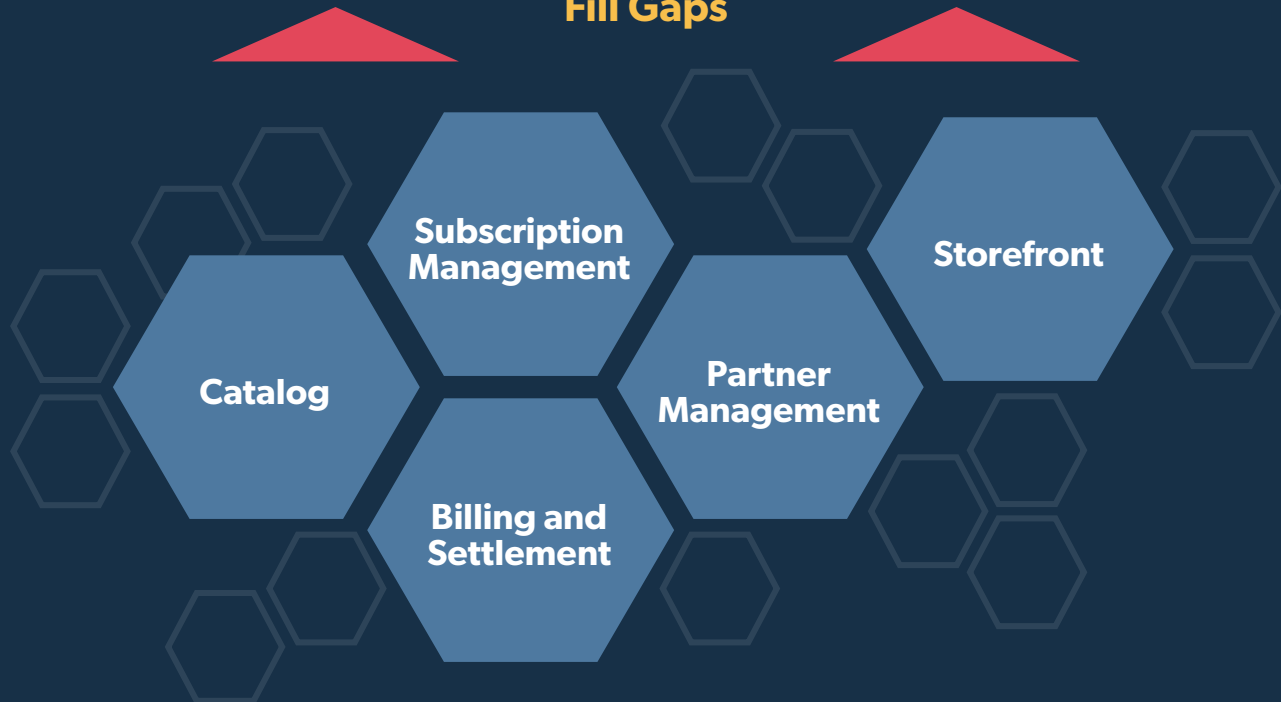 Fill Gaps
Subscription
Management
Storefront
Catalog
Partner
Management
Billing and
Settlement